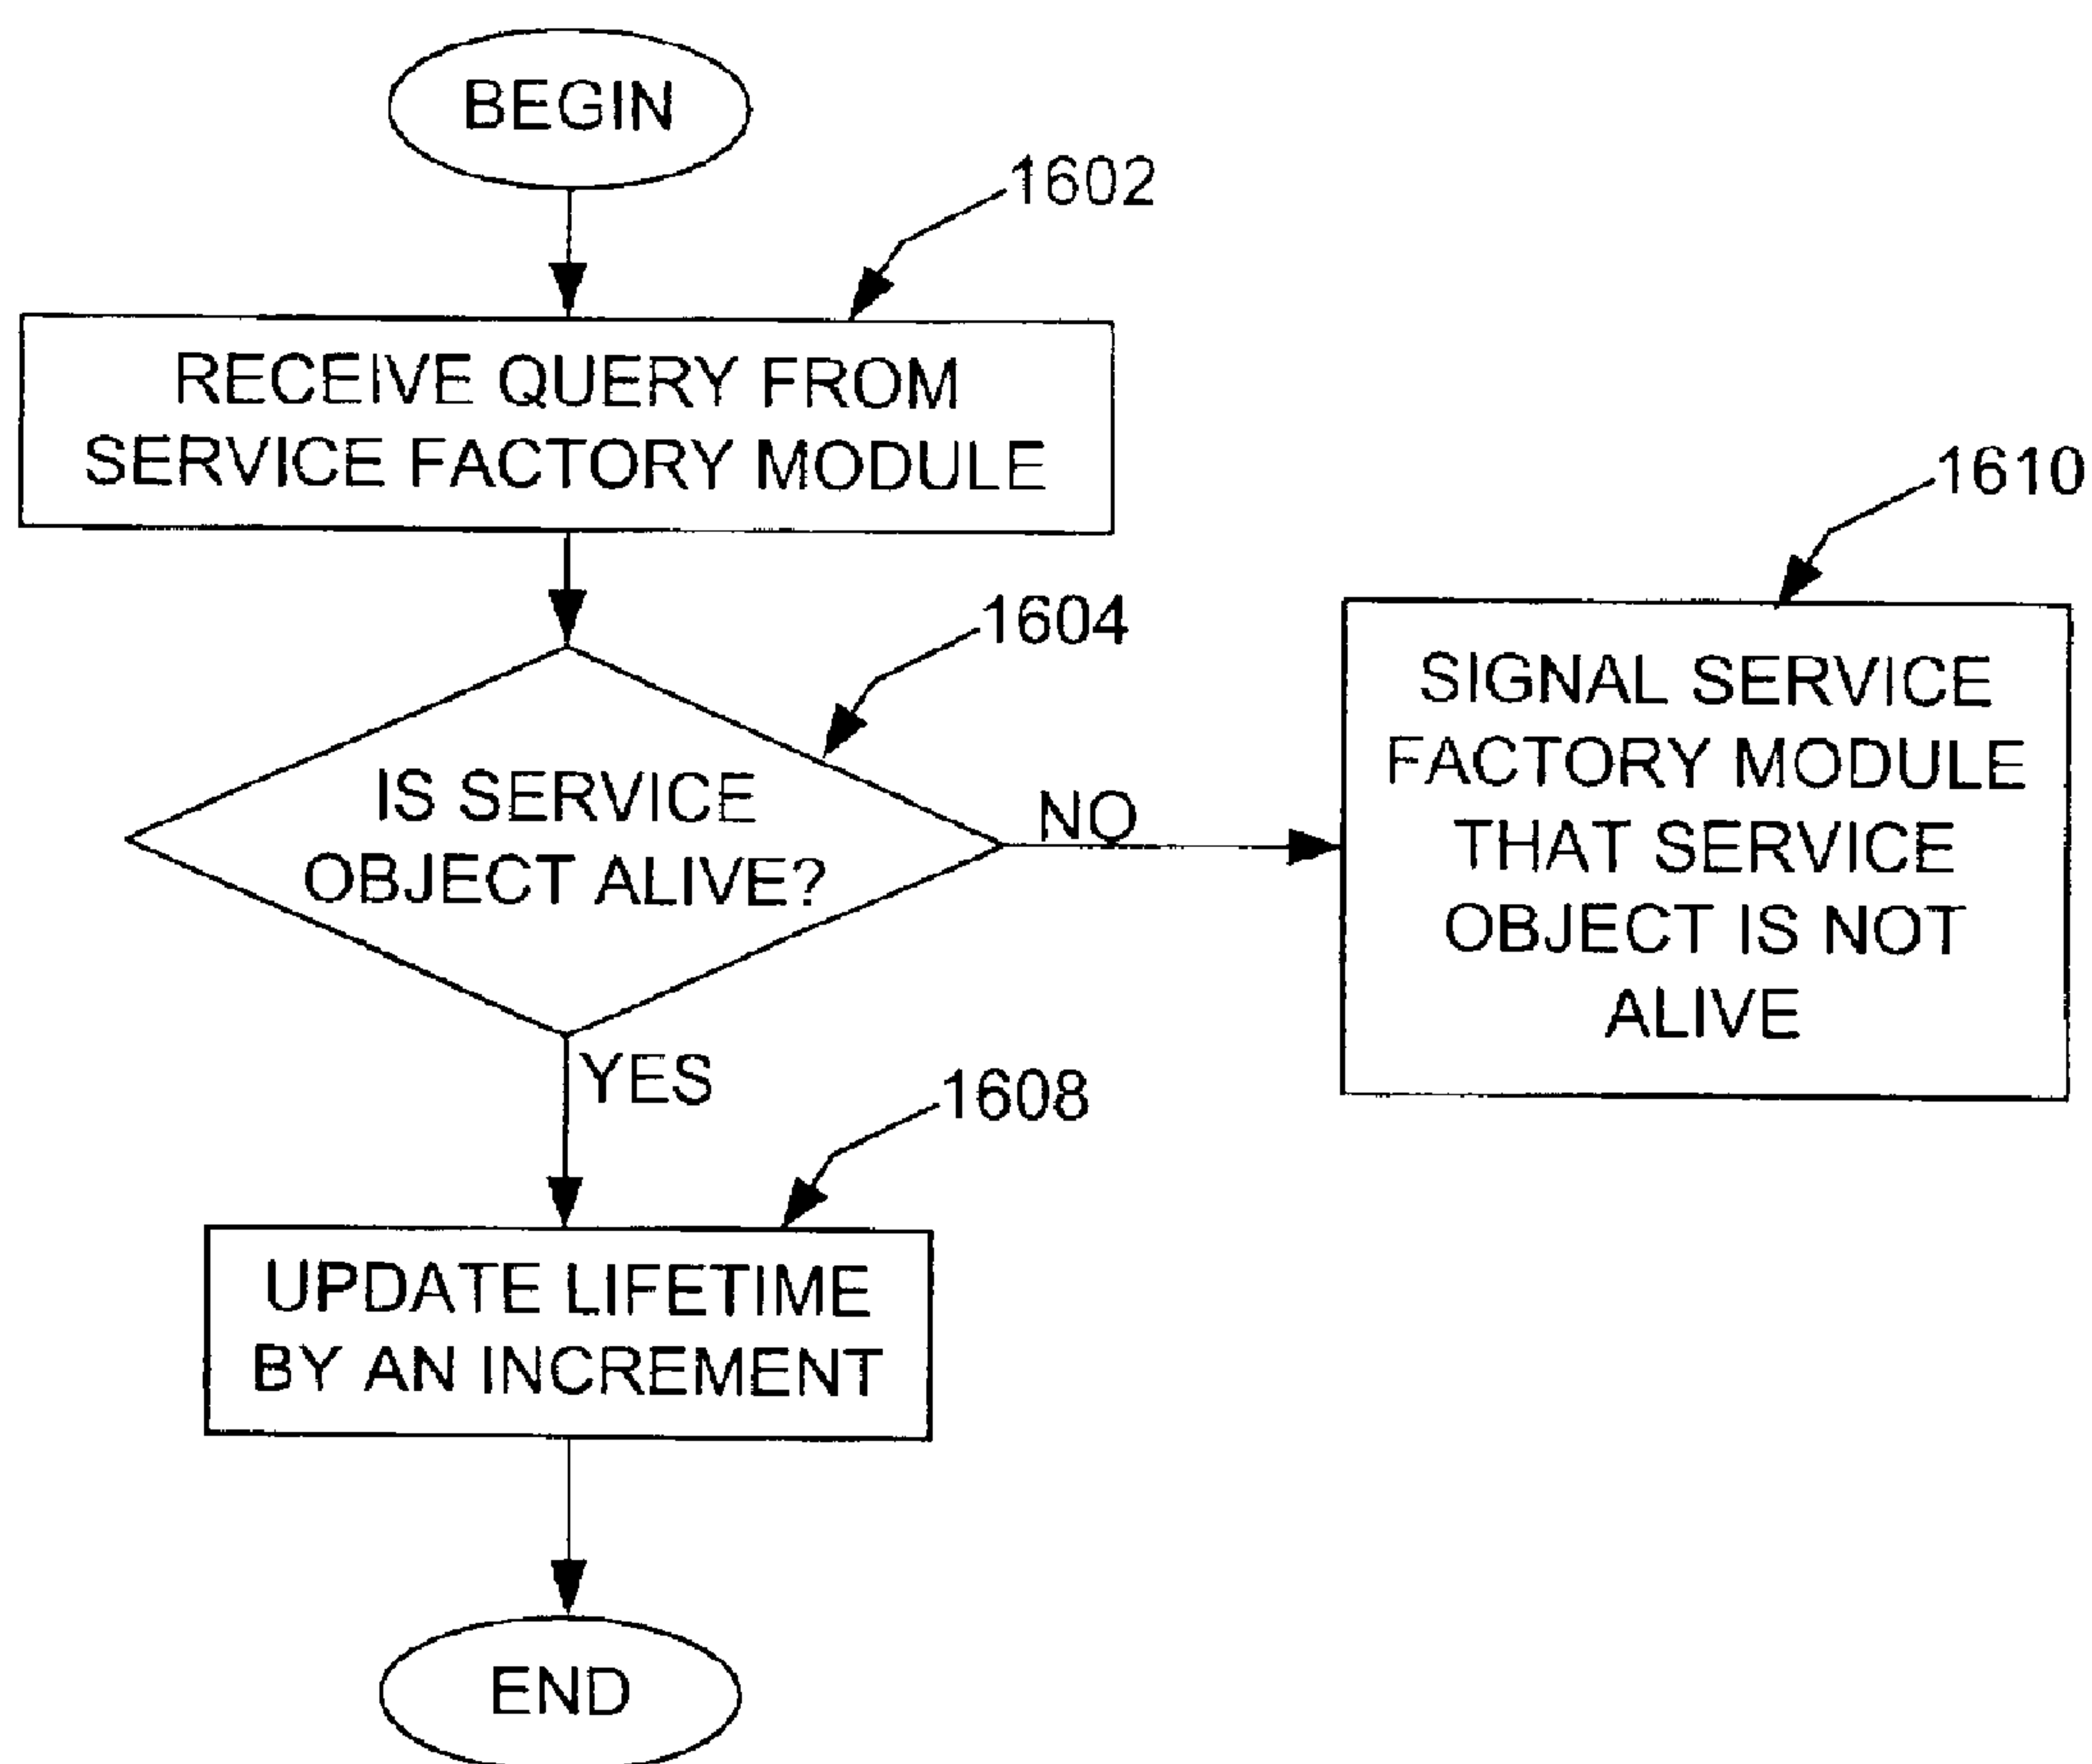 BEGIN
1602
RECEIVE QUERY FROM
SERVICE FACTORY MODULE
1604
IS SERVICE
OBJECT ALIVE?
NO
1610
SIGNAL SERVICE
FACTORY MODULE
THAT SERVICE
OBJECT IS NOT
ALIVE
YES
1608
UPDATE LIFETIME
BY AN INCREMENT
END